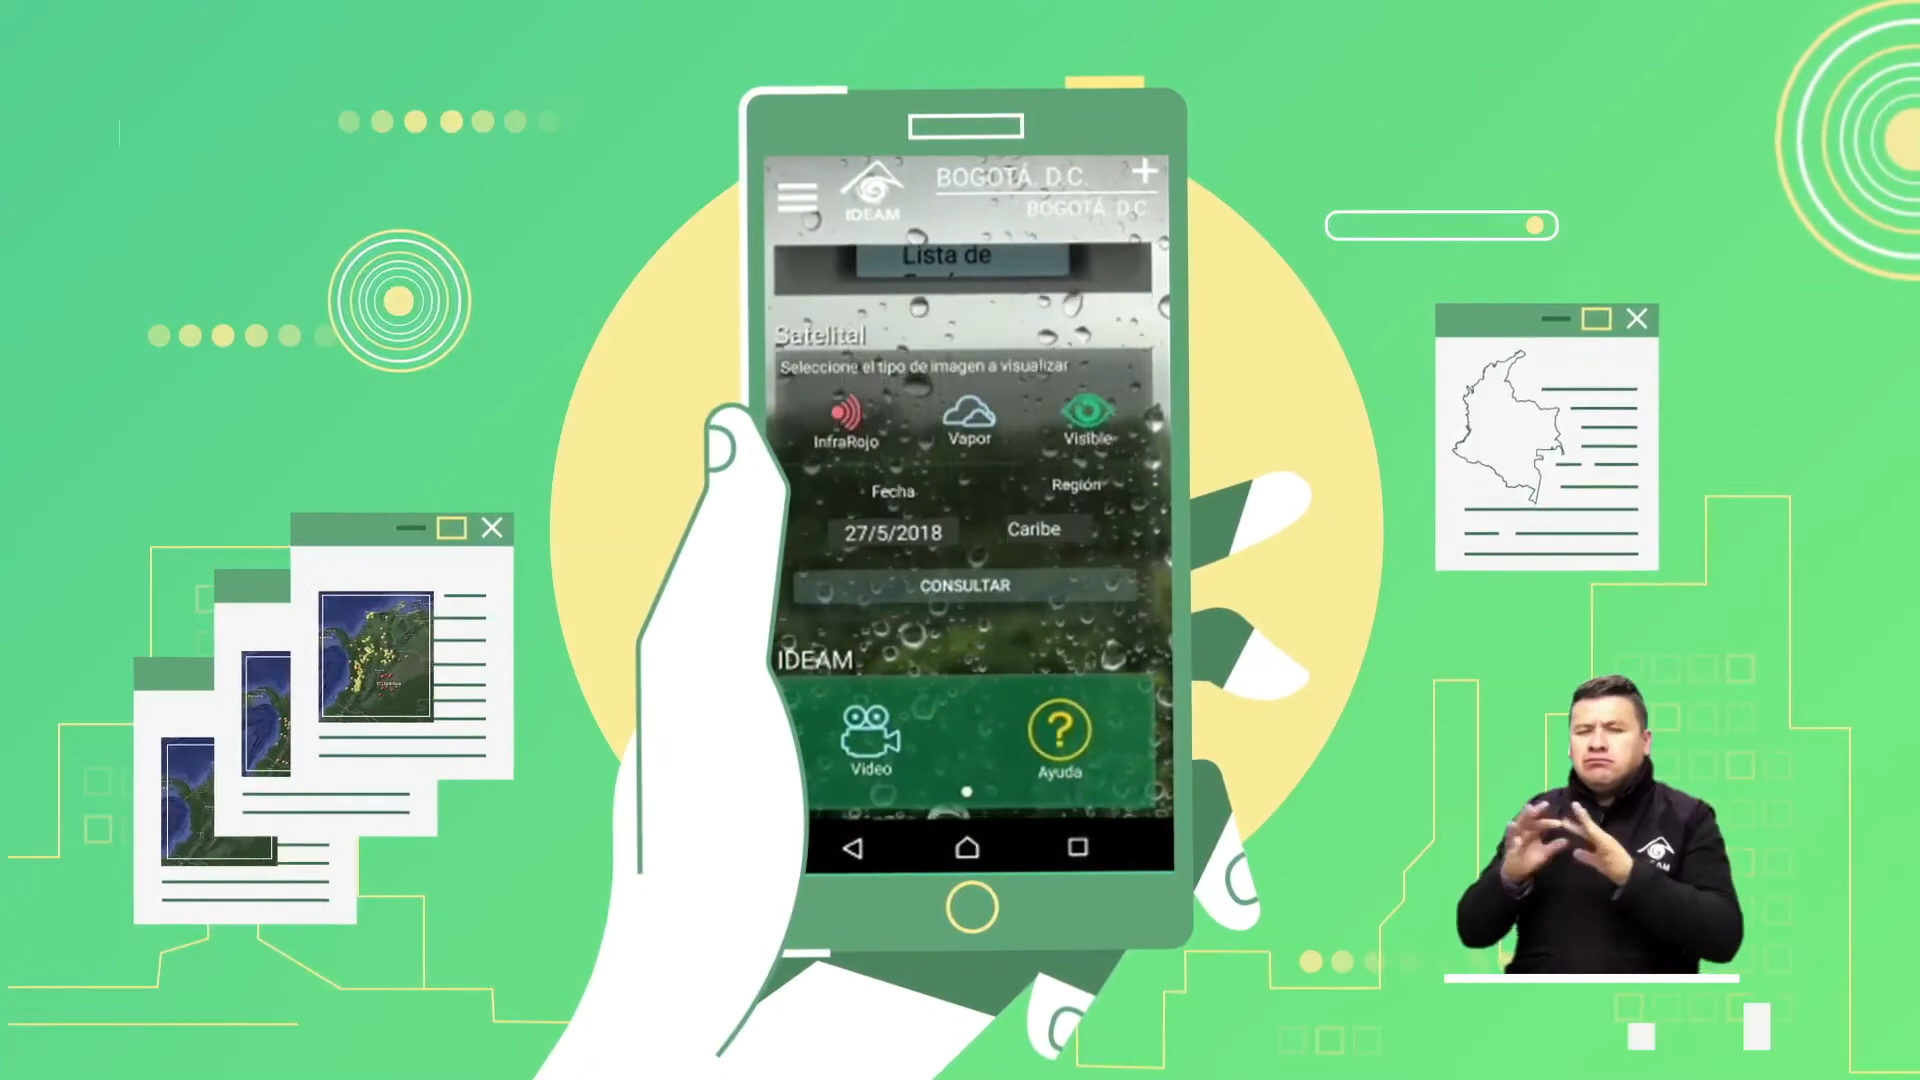 IDEAM
BOGOTÁ. D.C.
BOGOTÁ. D.C.
Lista de
Satelital
Seleccione el tipo de imagen a visualizar
InfraRojo
Vapor
Visible
Fecha
Región
27/5/2018
Caribe
CONSULTAR
IDEAM
Video
Ayuda